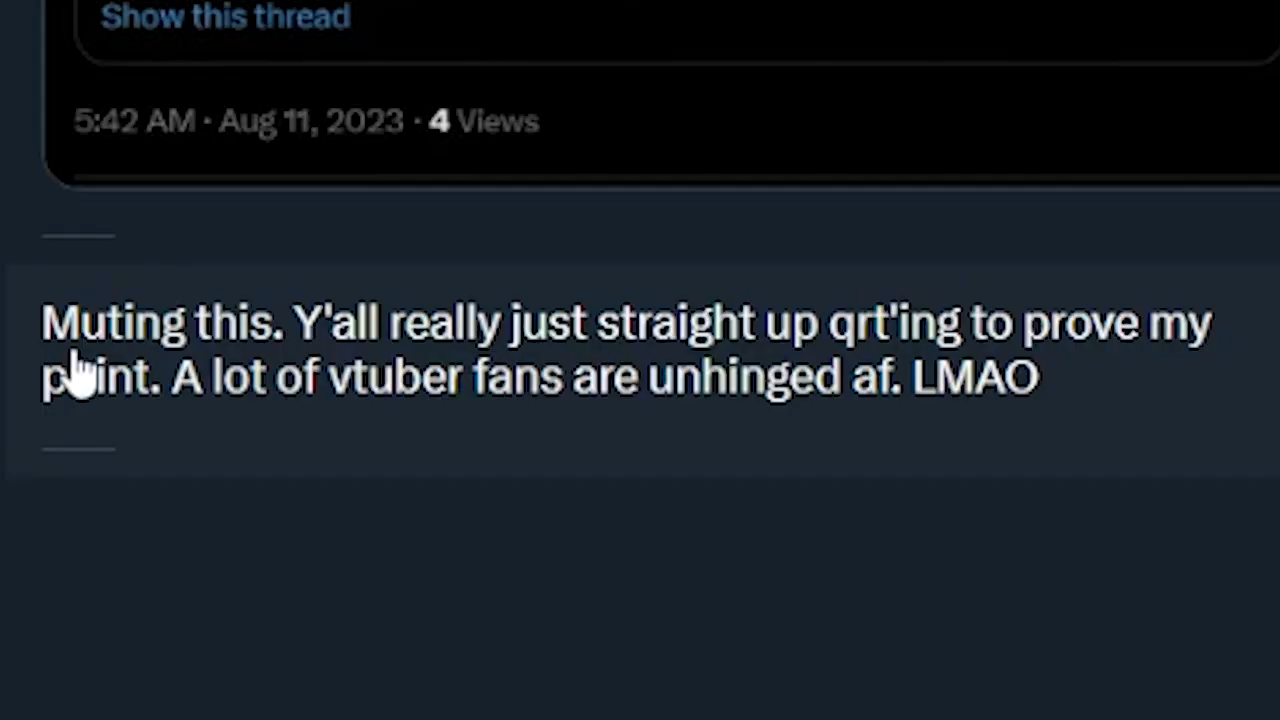 Show this thread
5:42 AM · Aug 11, 2023 · 4 Views
Muting this. Y'all really just straight up qrt'ing to prove my
point. A lot of vtuber fans are unhinged af. LMAO